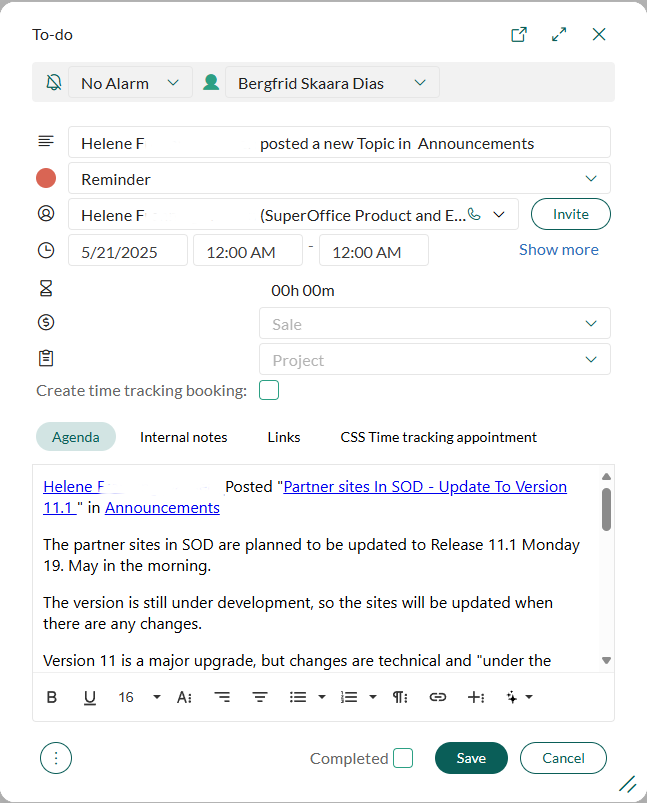 To-do
No Alarm Bergfrid Skaara Dias
Helene F posted a new Topic in Announcements
Reminder
Helene F (SuperOffice Product and E... Invite
5/21/2025 12:00 AM - 12:00 AM Show more
00h 00m
Sale
Project
Create time tracking booking:
Agenda Internal notes Links CSS Time tracking appointment
Helene F Posted "Partner sites In SOD - Update To Version
11.1 " in Announcements
The partner sites in SOD are planned to be updated to Release 11.1 Monday
19. May in the morning.
The version is still under development, so the sites will be updated when
there are any changes.
Version 11 is a major upgrade, but changes are technical and "under the
B U 16 A
Completed Save Cancel